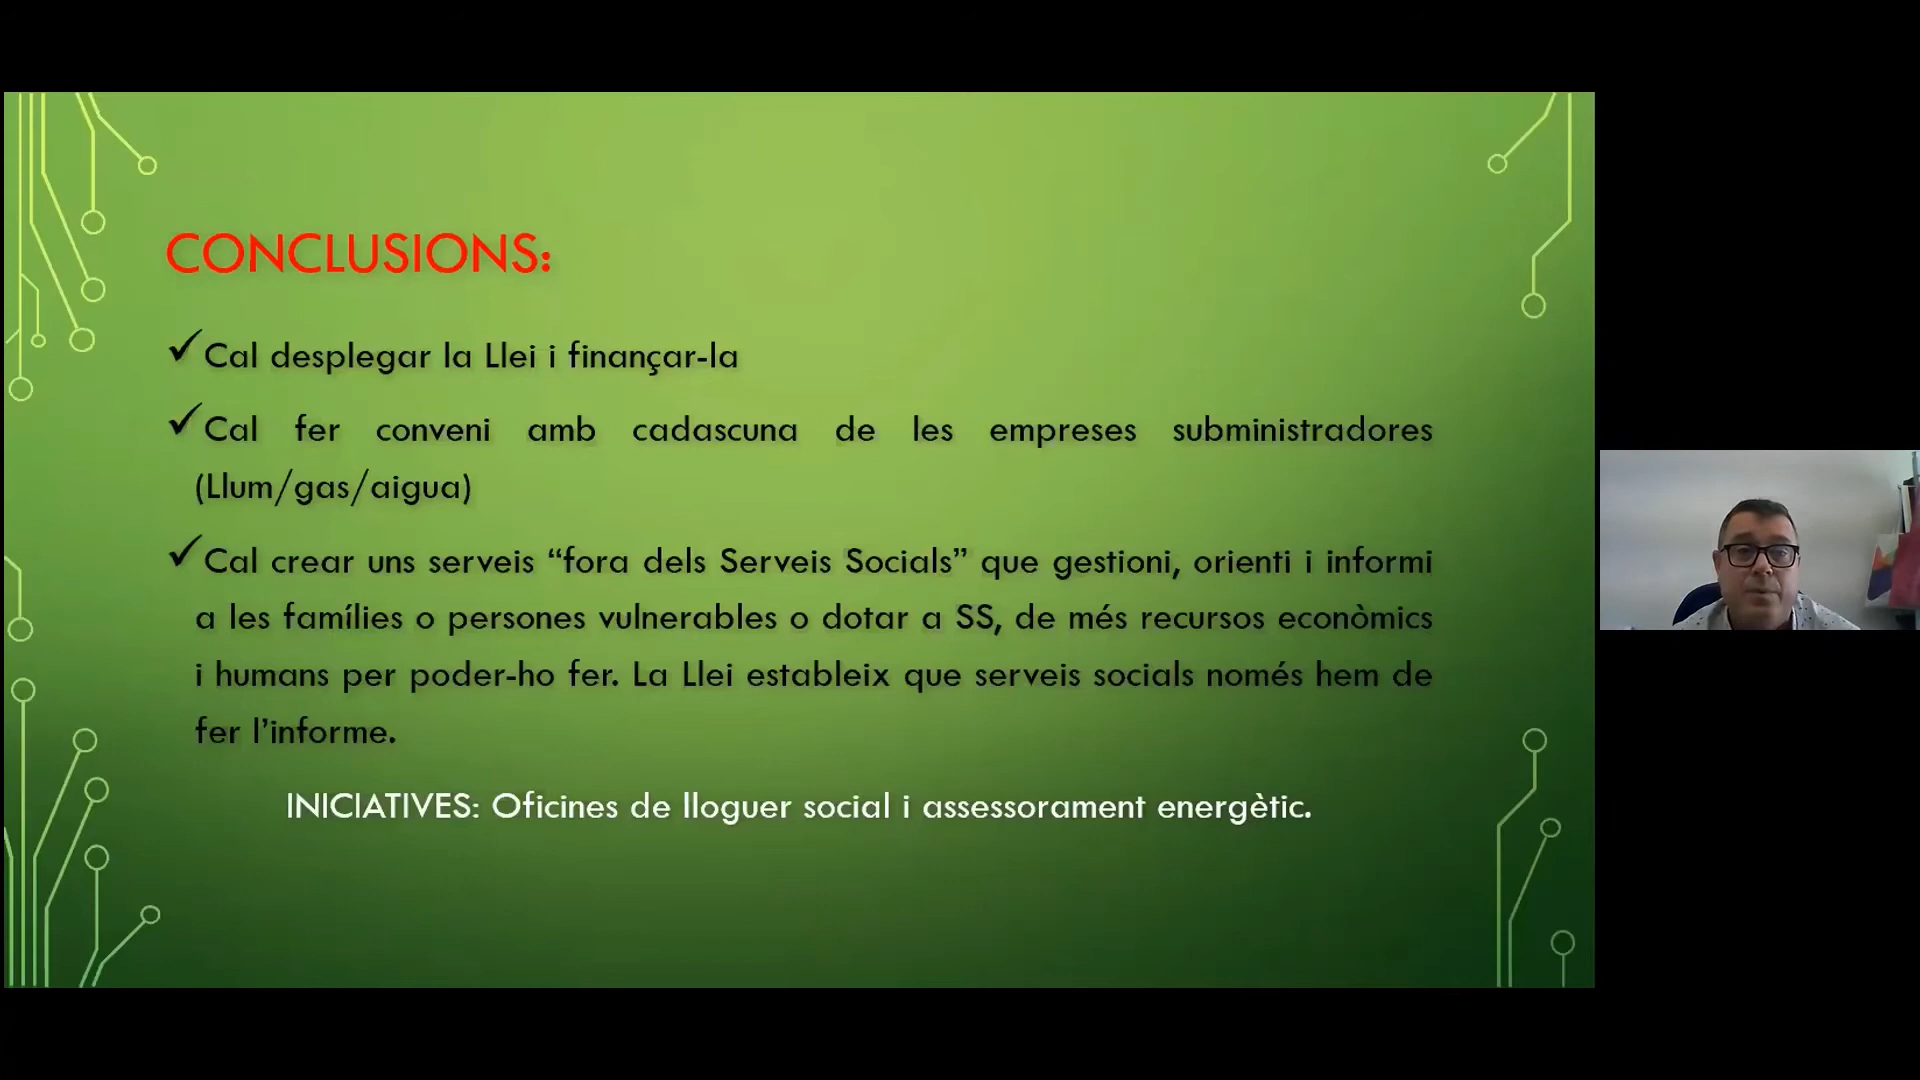 CONCLUSIONS:
✓Cal desplegar la Llei i finançar-la
✓Cal fer conveni amb cadascuna de les empreses subministradores
(Llum/gas/aigua)
✓Cal crear uns serveis “fora dels Serveis Socials” que gestioni, orienti i informi
a les famílies o persones vulnerables o dotar a SS, de més recursos econòmics
i humans per poder-ho fer. La Llei estableix que serveis socials només hem de
fer l’informe.
INICIATIVES: Oficines de lloguer social i assessorament energètic.